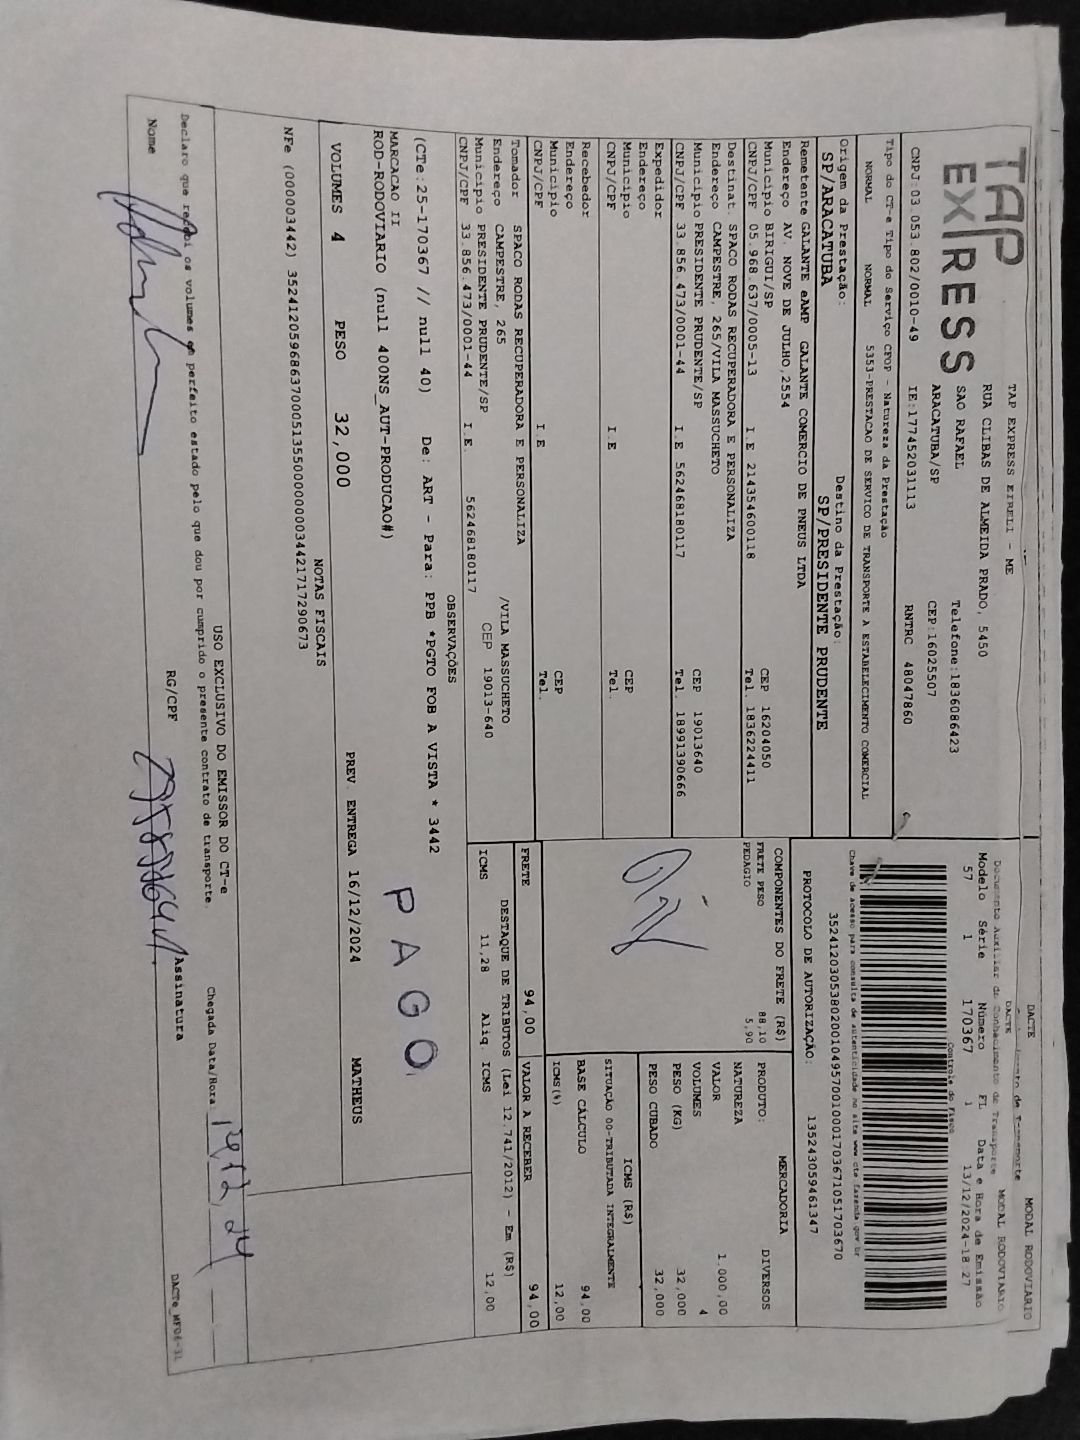 TAP EXPRESS
TAP EXPRESS EIRELI - ME
RUA CLIBAS DE ALMEIDA PRADO, 5450
SAO RAFAEL
Telefone:1836086423
ARACATUBA/SP
CEP:16025507
CNPJ:03.053.802/0010-49
IE:177452031113
RNTRC 48047860
DACTE
MODAL RODOVIARIO
DACTE
Documento Auxiliar do Conhecimento de Transporte
MODAL RODOVIARIO
Modelo Série Número FL Data e Hora de Emissão
57 1 170367 1 13/12/2024-18:27
Controle do Fisco
Chave de acesso para consulta de autenticidade no site www.cte.fazenda.gov.br
35241203053802001049570010001703671051703670
PROTOCOLO DE AUTORIZAÇÃO: 135243059461347
Tipo do CT-e Tipo do Serviço CFOP - Natureza da Prestação
NORMAL NORMAL 5353-PRESTACAO DE SERVICO DE TRANSPORTE A ESTABELECIMENTO COMERCIAL
Origem da Prestação: Destino da Prestação:
SP/ARACATUBA SP/PRESIDENTE PRUDENTE
Remetente GALANTE eAMP GALANTE COMERCIO DE PNEUS LTDA
Endereço AV. NOVE DE JULHO,2554
Município BIRIGUI/SP CEP 16204050
CNPJ/CPF 05.968.637/0005-13 I.E 214354600118 Tel. 1836224411
Destinat. SPACO RODAS RECUPERADORA E PERSONALIZA
Endereço CAMPESTRE, 265/VILA MASSUCHETO
Município PRESIDENTE PRUDENTE/SP CEP 19013640
CNPJ/CPF 33.856.473/0001-44 I.E 562468180117 Tel. 18991390666
Expedidor
Endereço
Município CEP
CNPJ/CPF I.E Tel.
Recebedor
Endereço
Município CEP
CNPJ/CPF I.E Tel.
Tomador SPACO RODAS RECUPERADORA E PERSONALIZA
Endereço CAMPESTRE, 265 /VILA MASSUCHETO
Município PRESIDENTE PRUDENTE/SP CEP 19013-640
CNPJ/CPF 33.856.473/0001-44 I.E. 562468180117
COMPONENTES DO FRETE (R$)
FRETE PESO 88,10
PEDAGIO 5,90
FRETE 94,00
PRODUTO: MERCADORIA
NATUREZA DIVERSOS
VALOR 1.000,00
VOLUMES 4
PESO (KG) 32,000
PESO CUBADO 32,000
ICMS (R$)
SITUAÇÃO 00-TRIBUTADA INTEGRALMENTE
BASE CÁLCULO 94,00
ICMS(%) 12,00
VALOR A RECEBER 94,00
DESTAQUE DE TRIBUTOS (Lei 12.741/2012) - Em (R$)
ICMS 11,28 Aliq. ICMS 12,00
OBSERVAÇÕES
(CTe:25-170367 // null 40) De: ART - Para: PPB *PGTO FOB A VISTA * 3442
MARCACAO II
ROD-RODOVIARIO (null 400NS_AUT-PRODUCAO#)
PAGO
VOLUMES 4 PESO 32,000 PREV. ENTREGA 16/12/2024 MATHEUS
NOTAS FISCAIS
NFe (000003442) 35241205968637000513550000000034421717290673
USO EXCLUSIVO DO EMISSOR DO CT-e
Declaro que recebi os volumes em perfeito estado pelo que dou por cumprido o presente contrato de transporte. Chegada Data/Hora
Nome RG/CPF Assinatura
DACTe_MF06-3i